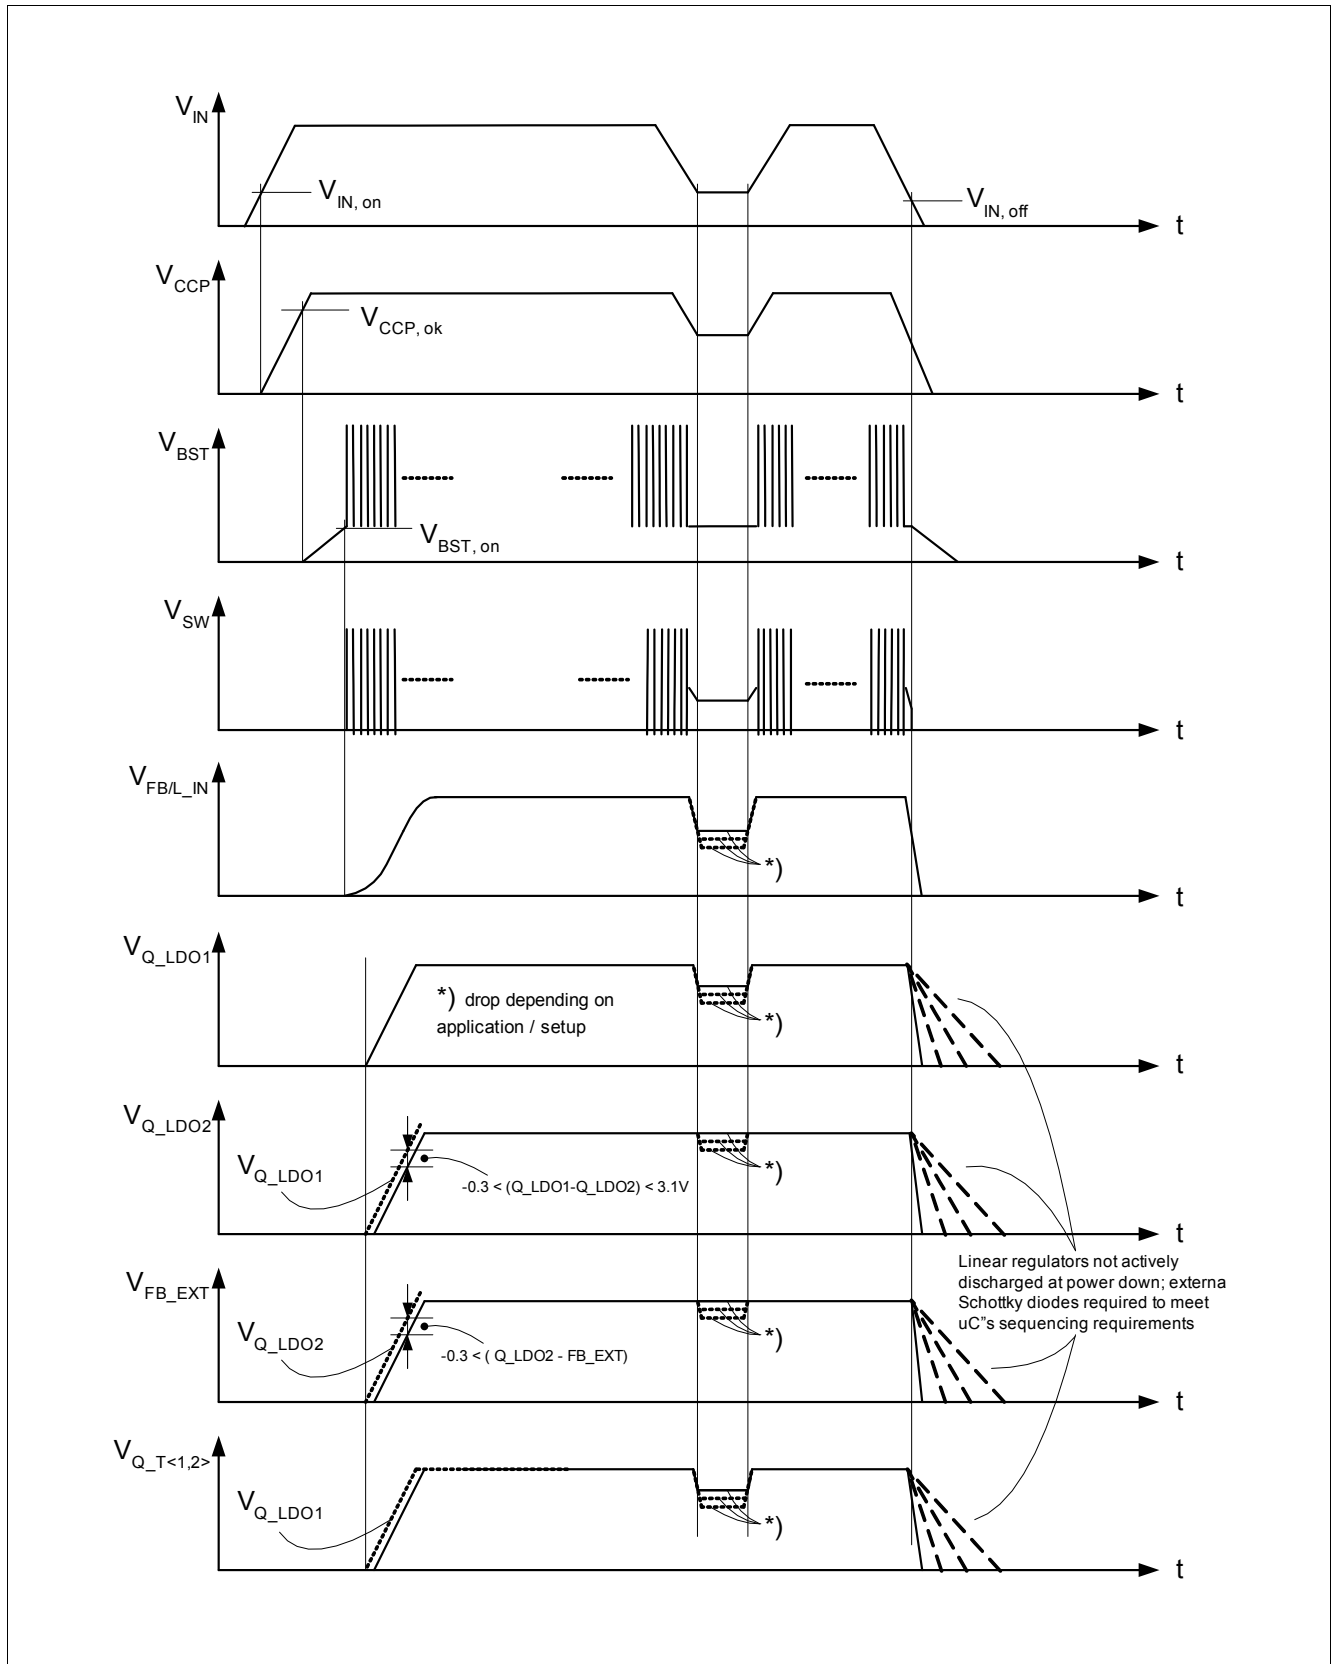 V_IN
V_IN, on
V_IN, off
t
V_CCP
V_CCP, ok
t
V_BST
V_BST, on
t
V_SW
t
V_FB/L_IN
*)
t
V_Q_LDO1
*) drop depending on
application / setup
*)
t
V_Q_LDO2
V_Q_LDO1
-0.3 < (Q_LDO1-Q_LDO2) < 3.1V
*)
t
Linear regulators not actively
discharged at power down; externa
Schottky diodes required to meet
uC"s sequencing requirements
V_FB_EXT
V_Q_LDO2
-0.3 < ( Q_LDO2 - FB_EXT)
*)
t
V_Q_T<1,2>
V_Q_LDO1
*)
t